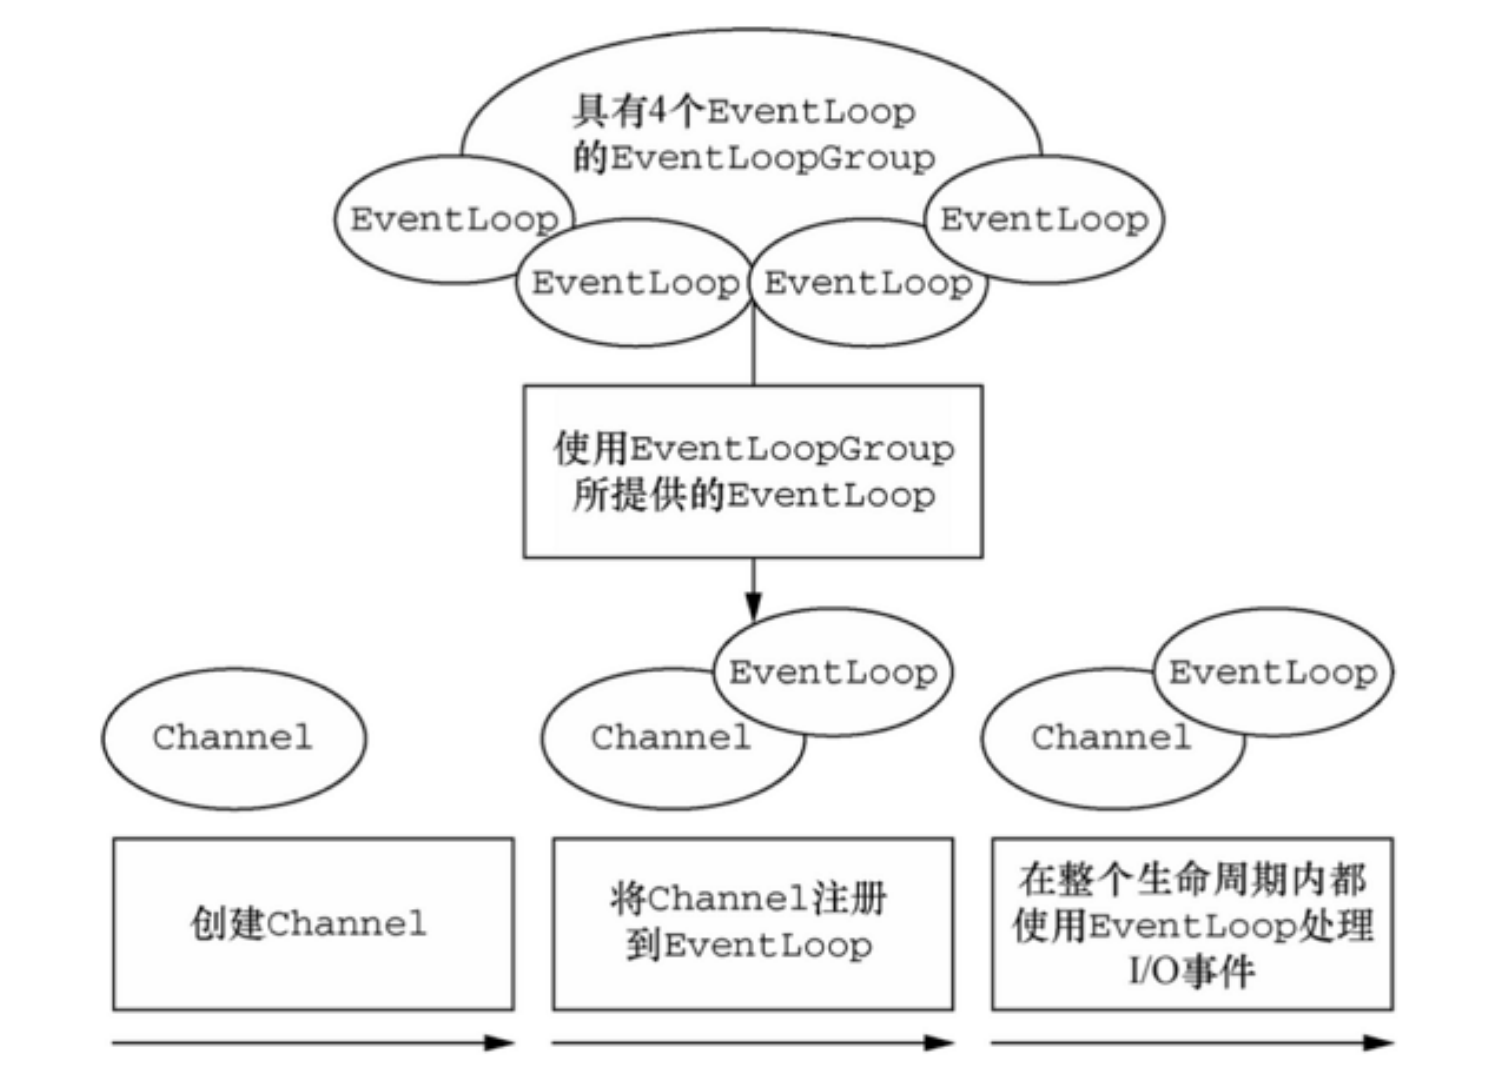 具有4个EventLoop
的EventLoopGroup
EventLoop
EventLoop
EventLoop
EventLoop
使用EventLoopGroup
所提供的EventLoop
Channel
Channel
EventLoop
Channel
EventLoop
创建Channel
将Channel注册
到EventLoop
在整个生命周期内都
使用EventLoop处理
I/O事件